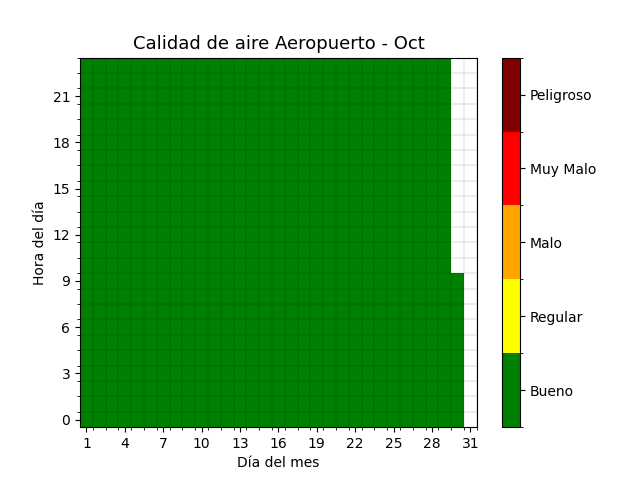 Calidad de aire Aeropuerto - Oct
Hora del día
21
18
15
12
9
6
3
0
1 4 7 10 13 16 19 22 25 28 31
Día del mes
Peligroso
Muy Malo
Malo
Regular
Bueno